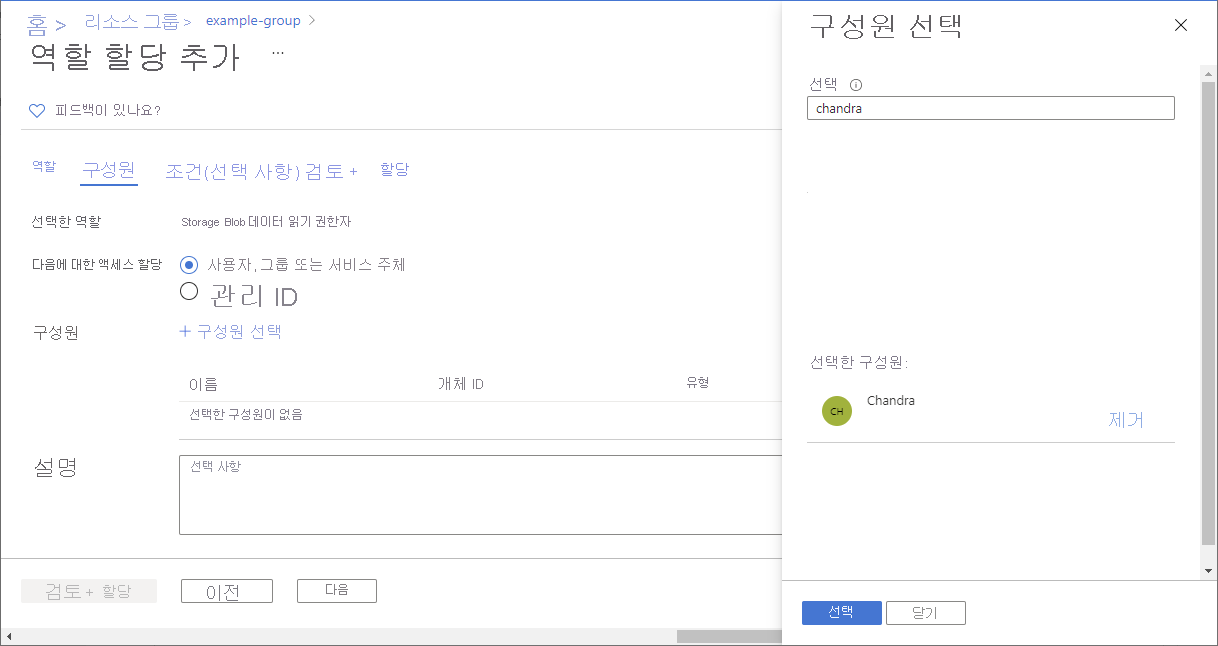 홈 > 리소스 그룹 > example-group >
역할 할당 추가 ...
피드백이 있나요?
역할 구성원 조건(선택 사항) 검토 + 할당
선택한 역할 Storage Blob 데이터 읽기 권한자
다음에 대한 액세스 할당 사용자, 그룹 또는 서비스 주체
관리 ID
구성원 + 구성원 선택
이름 개체 ID 유형
선택한 구성원이 없음
설명 선택 사항
검토 + 할당 이전 다음
구성원 선택
선택
chandra
선택한 구성원:
CH Chandra
제거
선택 닫기